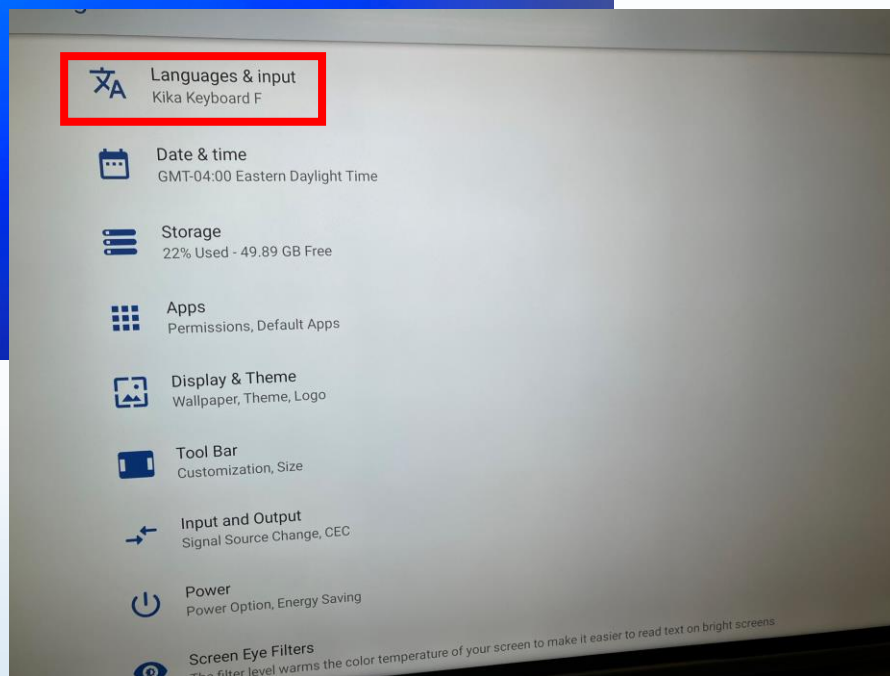 Languages & input
Kika Keyboard F
Date & time
GMT-04:00 Eastern Daylight Time
Storage
22% Used - 49.89 GB Free
Apps
Permissions, Default Apps
Display & Theme
Wallpaper, Theme, Logo
Tool Bar
Customization, Size
Input and Output
Signal Source Change, CEC
Power
Power Option, Energy Saving
Screen Eye Filters
The filter level warms the color temperature of your screen to make it easier to read text on bright screens